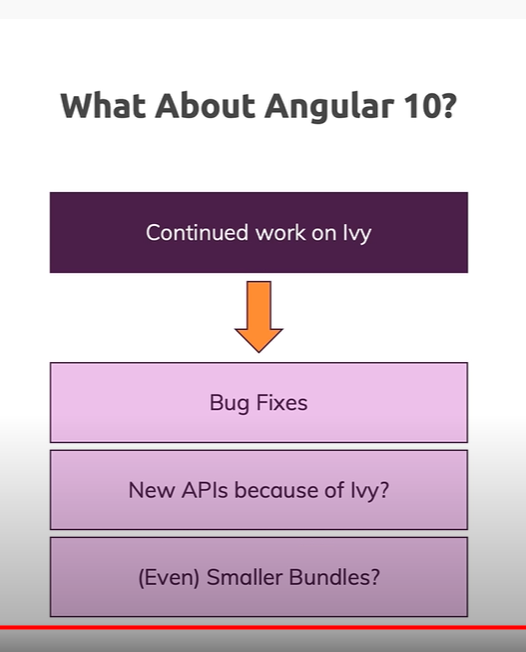 What About Angular 10?
Continued work on Ivy
Bug Fixes
New APIs because of Ivy?
(Even) Smaller Bundles?